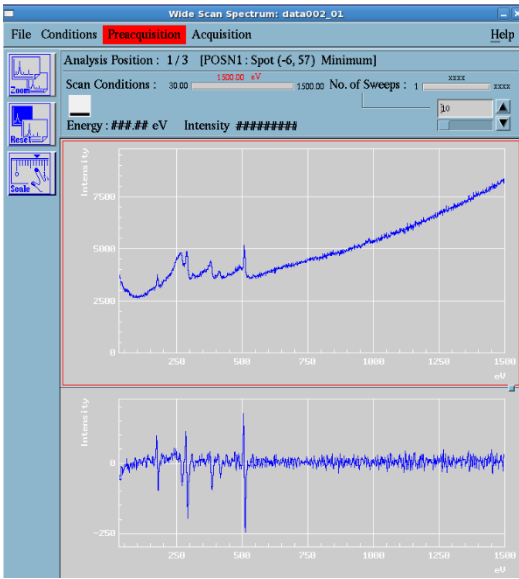 Wide Scan Spectrum: data002_01
File Conditions Preacquisition Acquisition Help
Zoom
Reset
Scale
Analysis Position : 1 / 3 [POSN1 : Spot (-6, 57) Minimum]
1500.00 eV
Scan Conditions : 30.00 1500.00 No. of Sweeps : 1 xxxx xxxx
10
Energy : ###.## eV Intensity #########
Intensity
7500
5000
2500
0
250 500 750 1000 1250 1500
eV
Intensity
0
-250
250 500 750 1000 1250 1500
eV